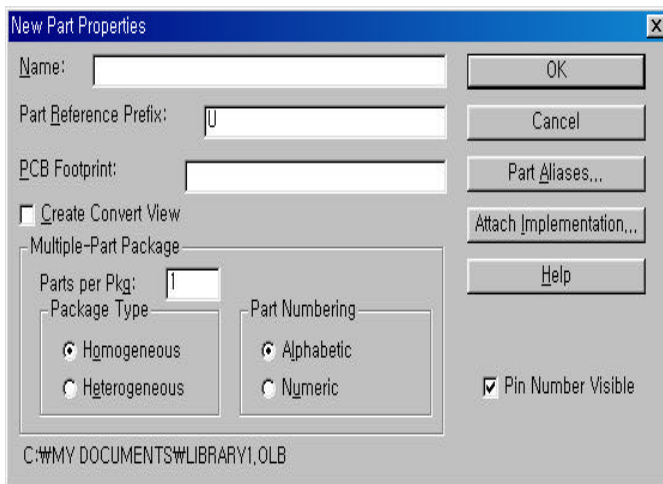 New Part Properties
Name:
OK
Part Reference Prefix:
U
Cancel
PCB Footprint:
Part Aliases...
Create Convert View
Attach Implementation...
Multiple-Part Package
Parts per Pkg:
1
Help
Package Type
Part Numbering
Homogeneous
Alphabetic
Heterogeneous
Numeric
Pin Number Visible
C:₩MY DOCUMENTS₩LIBRARY1.OLB